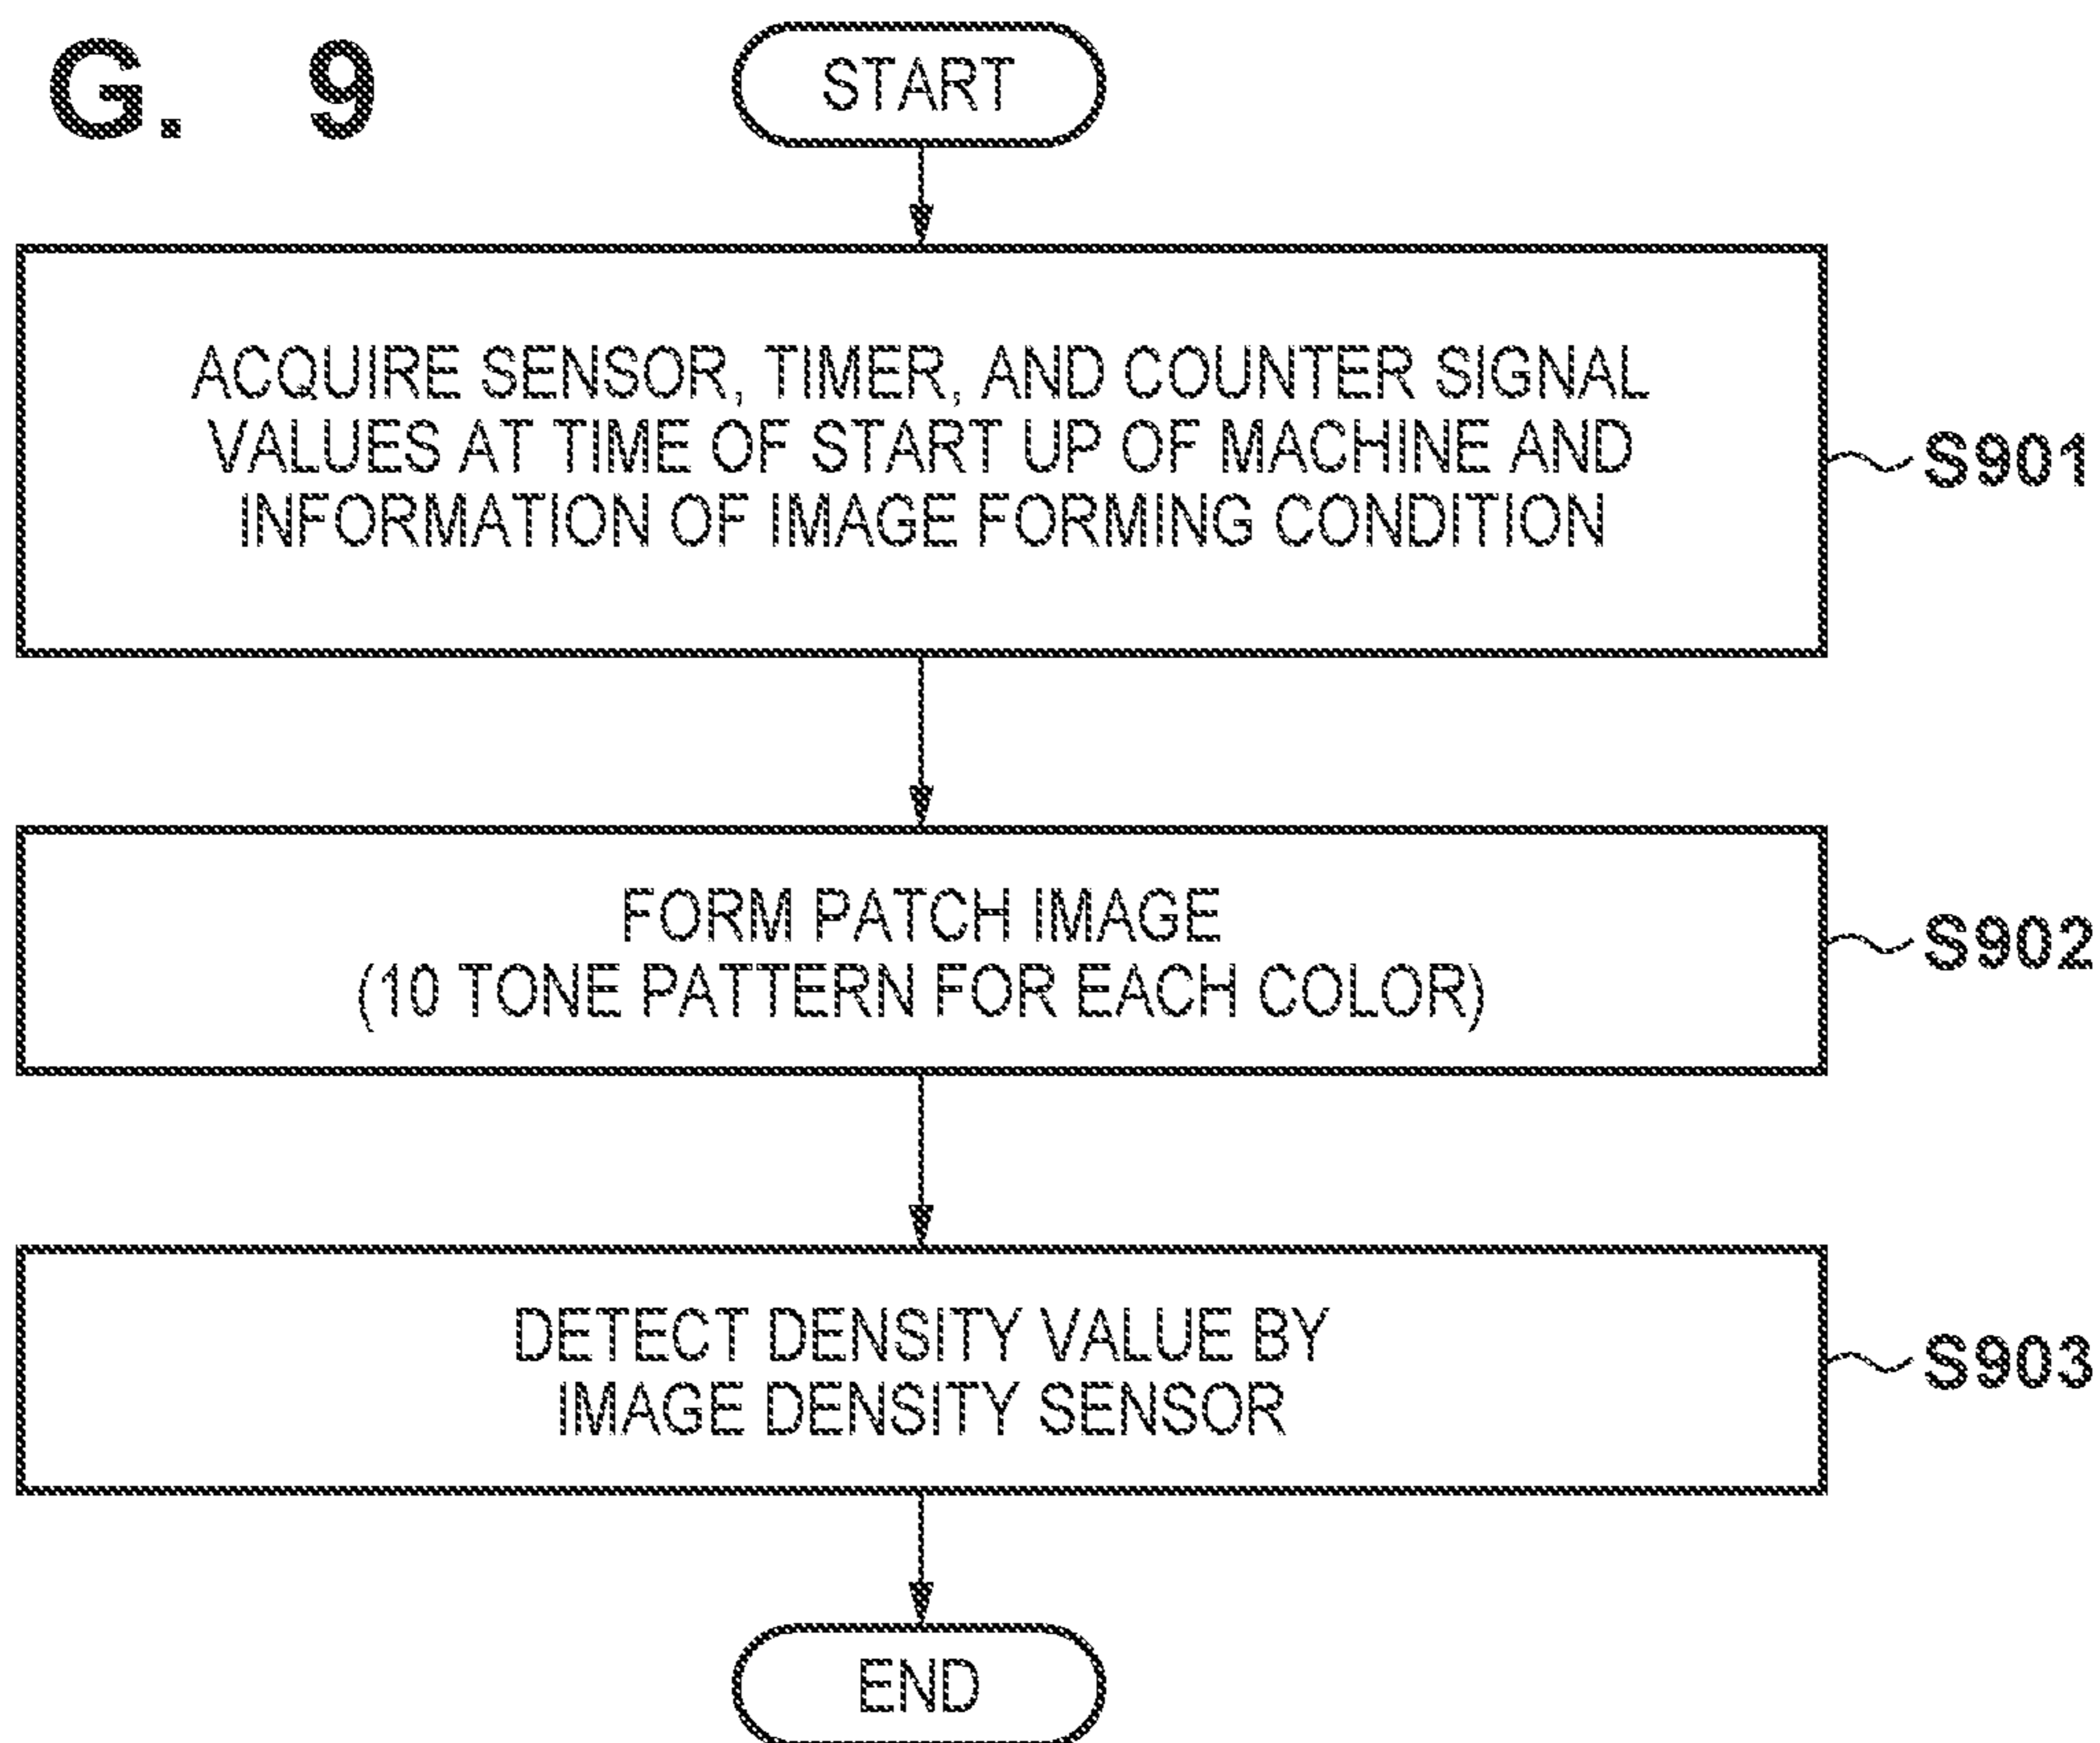 G. 9
START
ACQUIRE SENSOR, TIMER, AND COUNTER SIGNAL
VALUES AT TIME OF START UP OF MACHINE AND
INFORMATION OF IMAGE FORMING CONDITION
S901
FORM PATCH IMAGE
(10 TONE PATTERN FOR EACH COLOR)
S902
DETECT DENSITY VALUE BY
IMAGE DENSITY SENSOR
S903
END